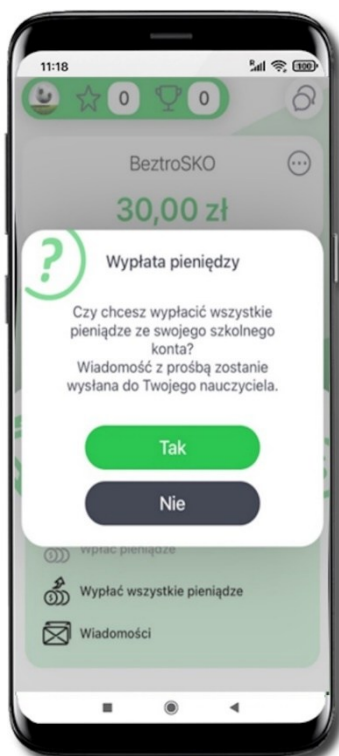 11:18
100
0
0
BeztroSKO
30,00 zł
?
Wypłata pieniędzy
Czy chcesz wypłacić wszystkie
pieniądze ze swojego szkolnego
konta?
Wiadomość z prośbą zostanie
wysłana do Twojego nauczyciela.
Tak
Nie
Wpłać pieniądze
Wypłać wszystkie pieniądze
Wiadomości